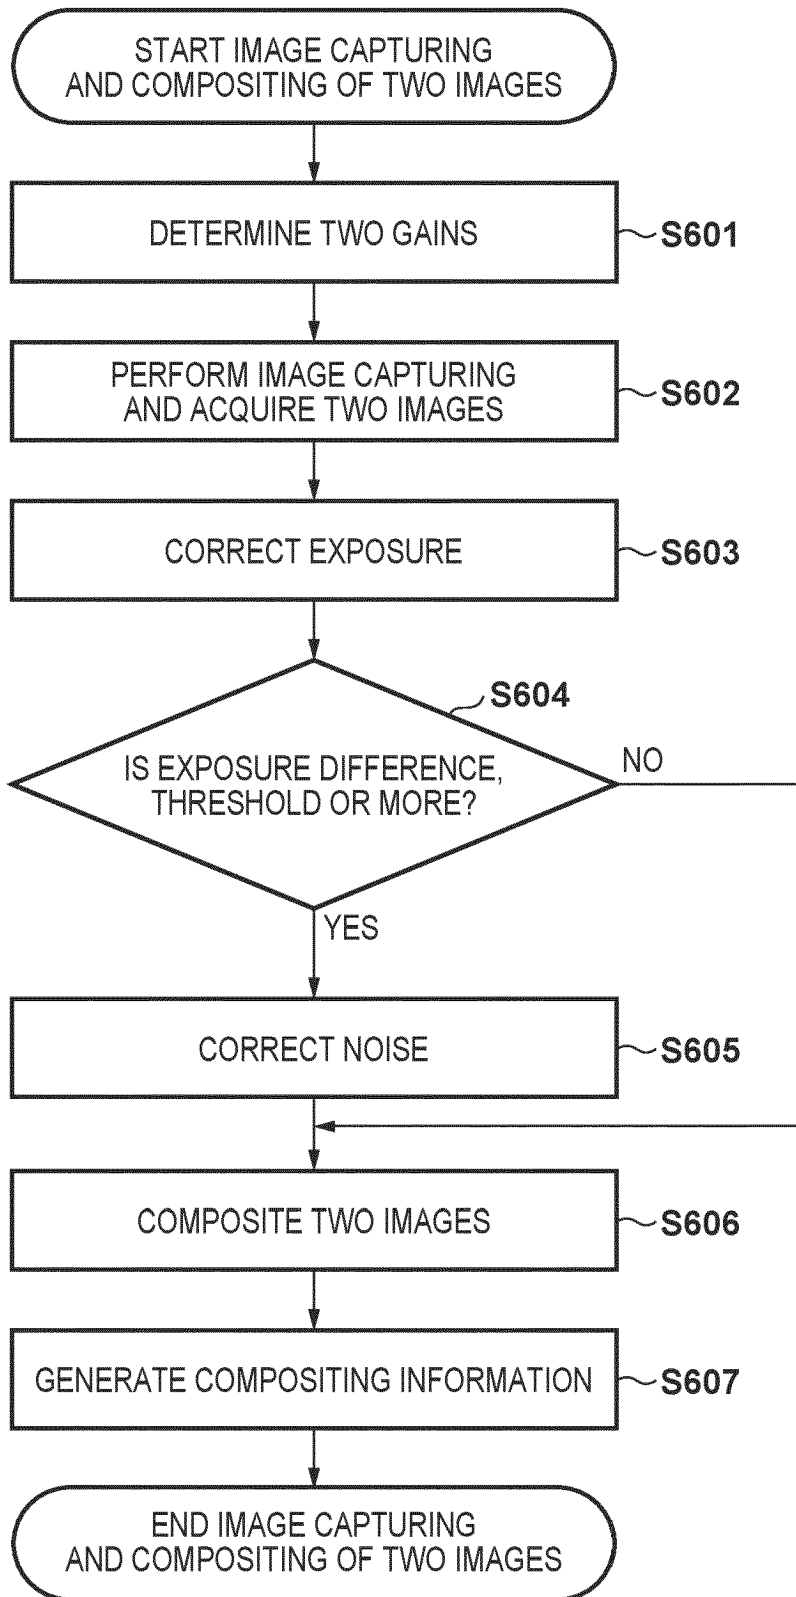 START IMAGE CAPTURING
AND COMPOSITING OF TWO IMAGES
DETERMINE TWO GAINS
S601
PERFORM IMAGE CAPTURING
AND ACQUIRE TWO IMAGES
S602
CORRECT EXPOSURE
S603
S604
IS EXPOSURE DIFFERENCE,
THRESHOLD OR MORE?
NO
YES
CORRECT NOISE
S605
COMPOSITE TWO IMAGES
S606
GENERATE COMPOSITING INFORMATION
S607
END IMAGE CAPTURING
AND COMPOSITING OF TWO IMAGES